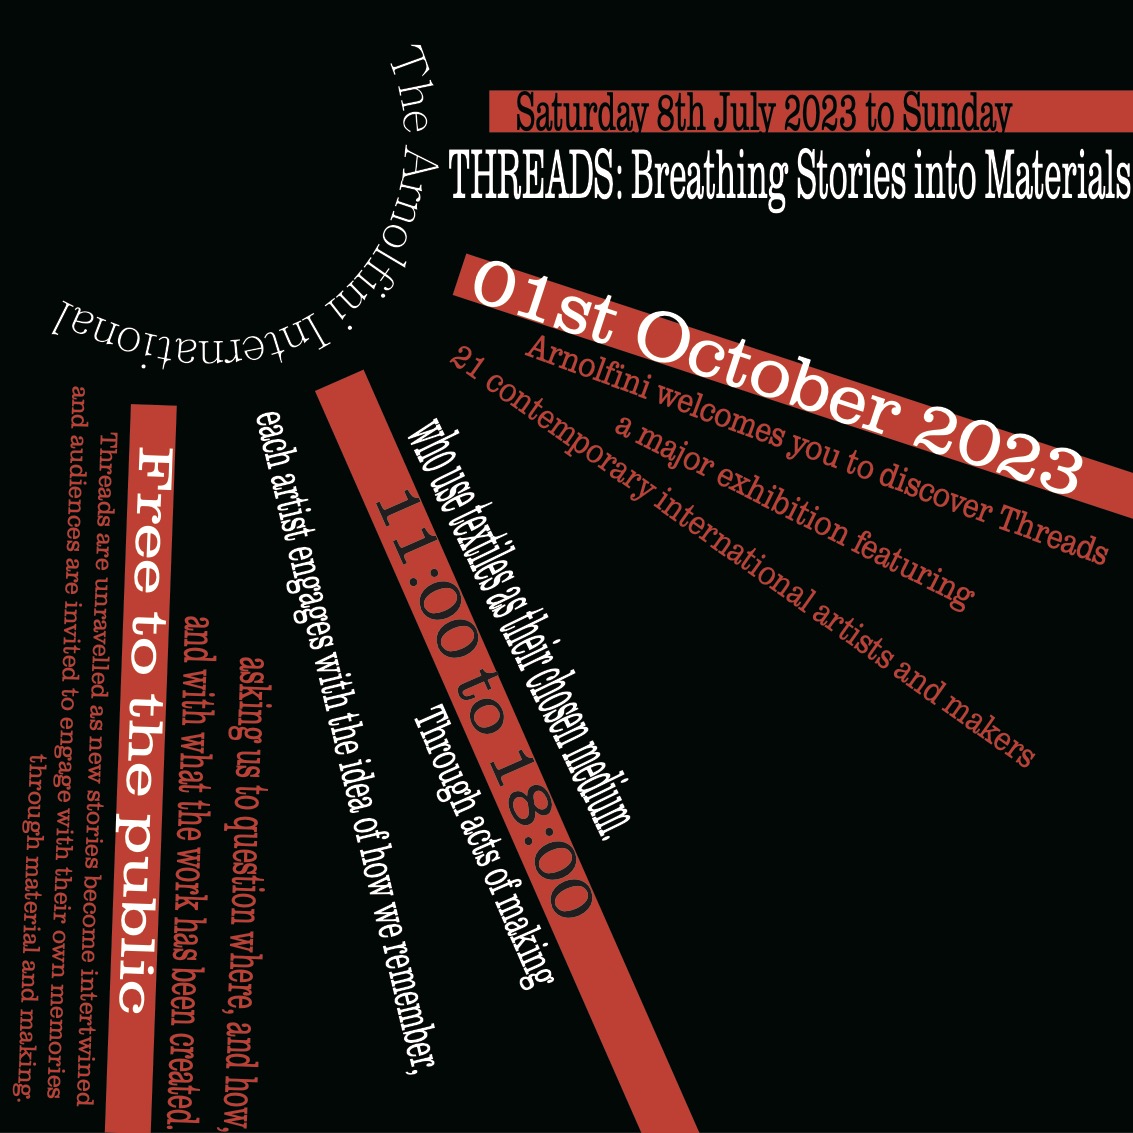 The Arnolfini International
Saturday 8th July 2023 to Sunday
THREADS: Breathing Stories into Materials
01st October 2023
Arnolfini welcomes you to discover Threads
a major exhibition featuring
21 contemporary international artists and makers
who use textiles as their chosen medium.
11:00 to 18:00
Through acts of making
each artist engages with the idea of how we remember,
asking us to question where, and how,
and with what the work has been created.
Free to the public
Threads are unravelled as new stories become intertwined
and audiences are invited to engage with their own memories
through material and making.